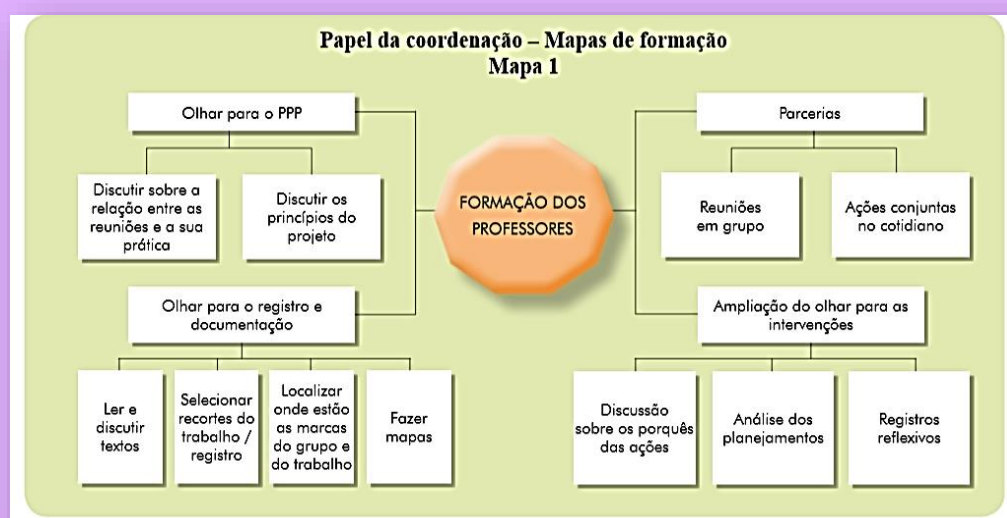 Papel da coordenação – Mapas de formação
Mapa 1
Olhar para o PPP
Discutir sobre a
relação entre as
reuniões e a sua
prática
Discutir os
princípios do
projeto
Olhar para o registro e
documentação
Ler e
discutir
textos
Selecionar
recortes do
trabalho /
registro
Localizar
onde estão
as marcas
do grupo e
do trabalho
Fazer
mapas
FORMAÇÃO DOS
PROFESSORES
Parcerias
Reuniões
em grupo
Ações conjuntas
no cotidiano
Ampliação do olhar para as
intervenções
Discussão
sobre os porquês
das ações
Análise dos
planejamentos
Registros
reflexivos